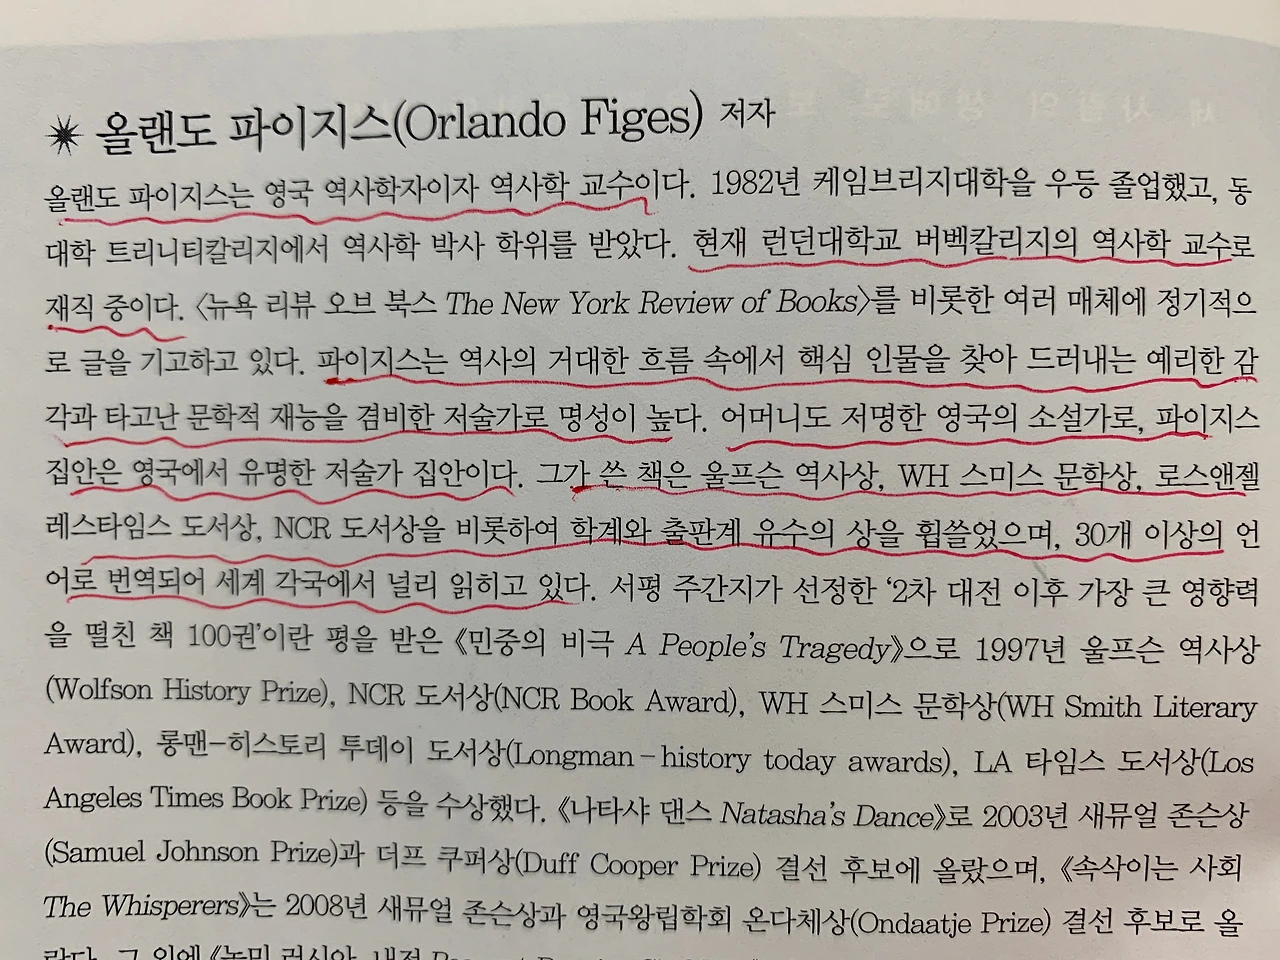 ✷ 올랜도 파이지스(Orlando Figes) 저자
올랜도 파이지스는 영국 역사학자이자 역사학 교수이다. 1982년 케임브리지대학을 우등 졸업했고, 동
대학 트리니티칼리지에서 역사학 박사 학위를 받았다. 현재 런던대학교 버벡칼리지의 역사학 교수로
재직 중이다. 〈뉴욕 리뷰 오브 북스 The New York Review of Books〉를 비롯한 여러 매체에 정기적으
로 글을 기고하고 있다. 파이지스는 역사의 거대한 흐름 속에서 핵심 인물을 찾아 드러내는 예리한 감
각과 타고난 문학적 재능을 겸비한 저술가로 명성이 높다. 어머니도 저명한 영국의 소설가로, 파이지스
집안은 영국에서 유명한 저술가 집안이다. 그가 쓴 책은 울프슨 역사상, WH 스미스 문학상, 로스앤젤
레스타임스 도서상, NCR 도서상을 비롯하여 학계와 출판계 유수의 상을 휩쓸었으며, 30개 이상의 언
어로 번역되어 세계 각국에서 널리 읽히고 있다. 서평 주간지가 선정한 ‘2차 대전 이후 가장 큰 영향력
을 떨친 책 100권’이란 평을 받은 《민중의 비극 A People’s Tragedy》으로 1997년 울프슨 역사상
(Wolfson History Prize), NCR 도서상(NCR Book Award), WH 스미스 문학상(WH Smith Literary
Award), 롱맨-히스토리 투데이 도서상(Longman-history today awards), LA 타임스 도서상(Los
Angeles Times Book Prize) 등을 수상했다. 《나타샤 댄스 Natasha’s Dance》로 2003년 새뮤얼 존슨상
(Samuel Johnson Prize)과 더프 쿠퍼상(Duff Cooper Prize) 결선 후보에 올랐으며, 《속삭이는 사회
The Whisperers》는 2008년 새뮤얼 존슨상과 영국왕립학회 온다체상(Ondaatje Prize) 결선 후보로 올
랐다. 그 외에